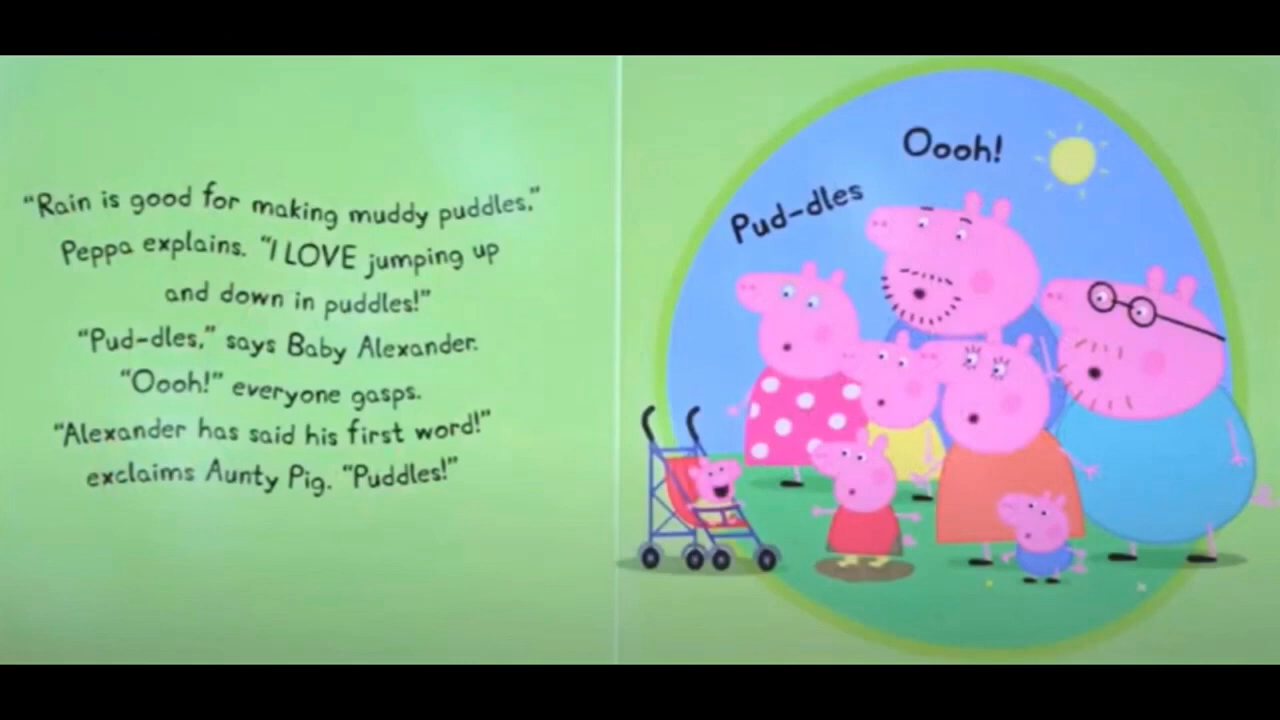 “Rain is good for making muddy puddles,”
Peppa explains. “I LOVE jumping up
and down in puddles!”
“Pud-dles,” says Baby Alexander.
“Oooh!” everyone gasps.
“Alexander has said his first word!”
exclaims Aunty Pig. “Puddles!”
Oooh!
Pud-dles